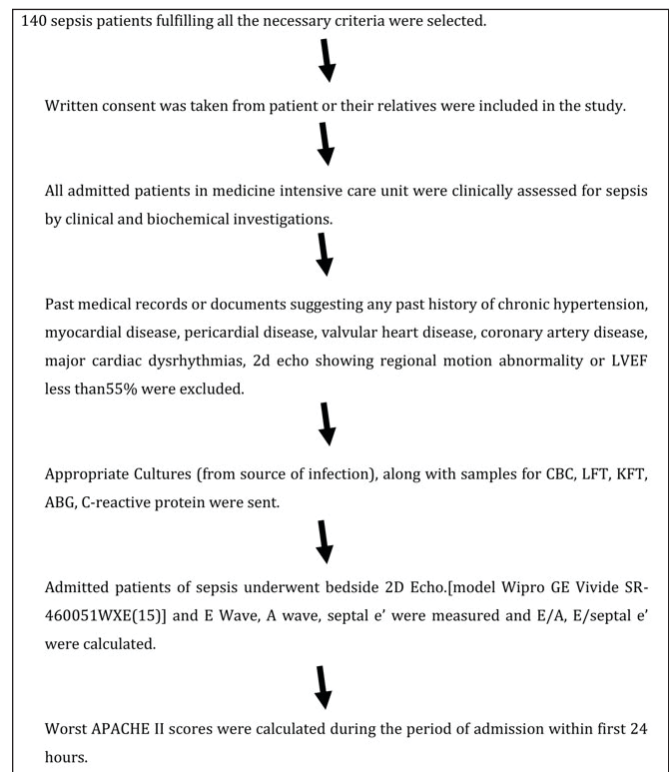 140 sepsis patients fulfilling all the necessary criteria were selected.
Written consent was taken from patient or their relatives were included in the study.
All admitted patients in medicine intensive care unit were clinically assessed for sepsis
by clinical and biochemical investigations.
Past medical records or documents suggesting any past history of chronic hypertension,
myocardial disease, pericardial disease, valvular heart disease, coronary artery disease,
major cardiac dysrhythmias, 2d echo showing regional motion abnormality or LVEF
less than55% were excluded.
Appropriate Cultures (from source of infection), along with samples for CBC, LFT, KFT,
ABG, C-reactive protein were sent.
Admitted patients of sepsis underwent bedside 2D Echo.[model Wipro GE Vivide SR-
460051WXE(15)] and E Wave, A wave, septal e’ were measured and E/A, E/septal e’
were calculated.
Worst APACHE II scores were calculated during the period of admission within first 24
hours.